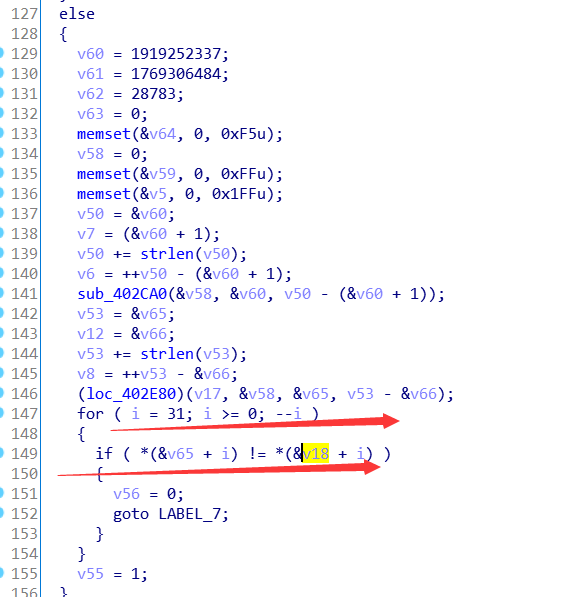 127 else
128 {
129 v60 = 1919252337;
130 v61 = 1769306484;
131 v62 = 28783;
132 v63 = 0;
133 memset(&v64, 0, 0xF5u);
134 v58 = 0;
135 memset(&v59, 0, 0xFFu);
136 memset(&v5, 0, 0x1FFu);
137 v50 = &v60;
138 v7 = (&v60 + 1);
139 v50 += strlen(v50);
140 v6 = ++v50 - (&v60 + 1);
141 sub_402CA0(&v58, &v60, v50 - (&v60 + 1));
142 v53 = &v65;
143 v12 = &v66;
144 v53 += strlen(v53);
145 v8 = ++v53 - &v66;
146 (loc_402E80)(v17, &v58, &v65, v53 - &v66);
147 for ( i = 31; i >= 0; --i )
148 {
149 if ( *(&v65 + i) != *(&v18 + i) )
150 {
151 v56 = 0;
152 goto LABEL_7;
153 }
154 }
155 v55 = 1;
156 }